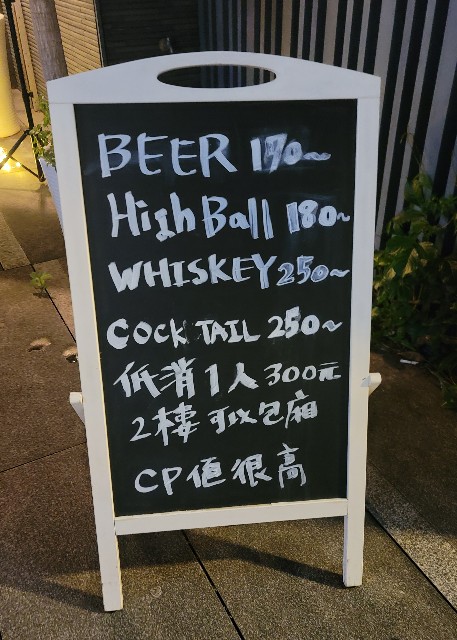 BEER 170~
HighBall 180~
WHISKEY 250~
COCKTAIL 250~
低消1人300元
2樓可以包廂
CP值很高